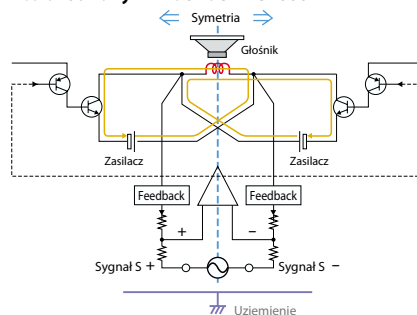 Symetria
Głośnik
Zasilacz
Zasilacz
Feedback
Feedback
+
−
Sygnał S +
Sygnał S −
Uziemienie